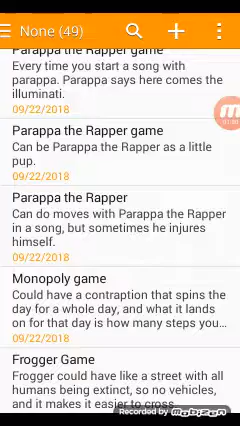 None (49)
Parappa the Rapper game
Every time you start a song with
parappa. Parappa says here comes the
illuminati.
09/22/2018
Parappa the Rapper game
Can be Parappa the Rapper as a little
pup.
09/22/2018
Parappa the Rapper
Can do moves with Parappa the Rapper
in a song, but sometimes he injures
himself.
09/22/2018
Monopoly game
Could have a contraption that spins the
day for a whole day, and what it lands
on for that day is how many steps you...
09/22/2018
Frogger Game
Frogger could have like a street with all
humans being extinct, so no vehicles,
and it makes it easier to cross
Recorded by mobizen